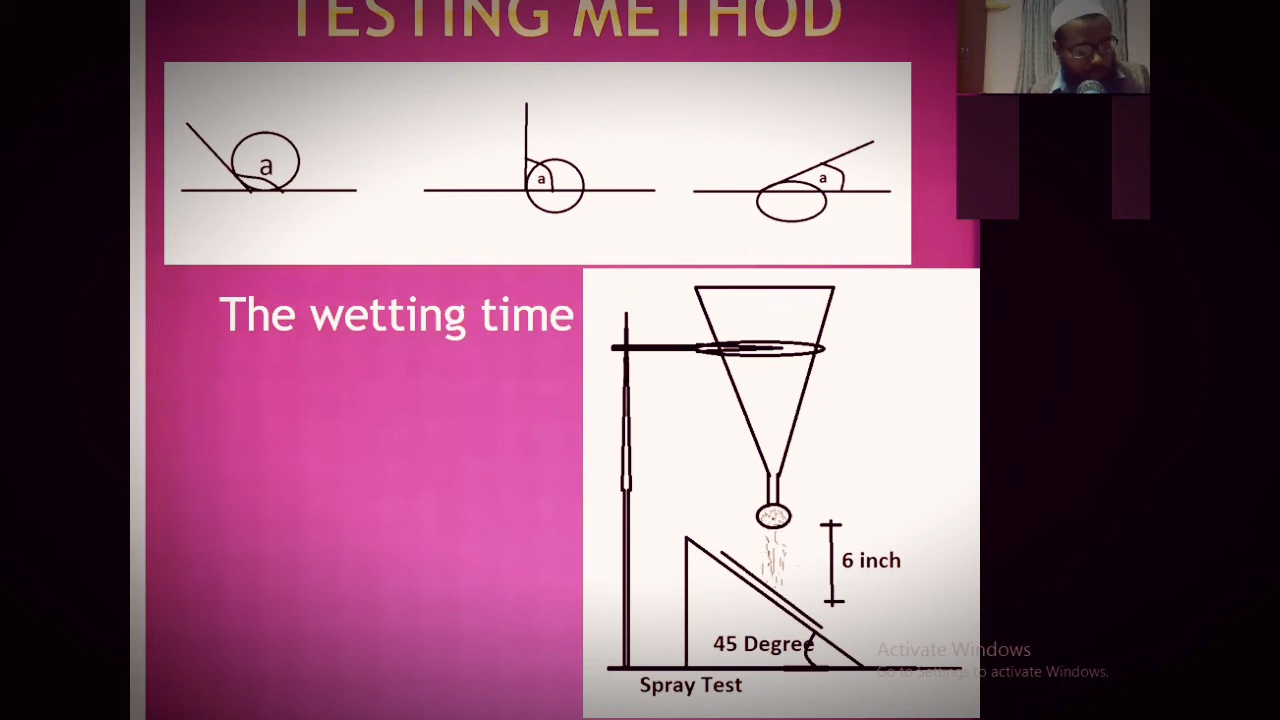 TESTING METHOD
a
a
a
The wetting time
6 inch
45 Degree
Spray Test
Activate Windows
Go to Settings to activate Windows.